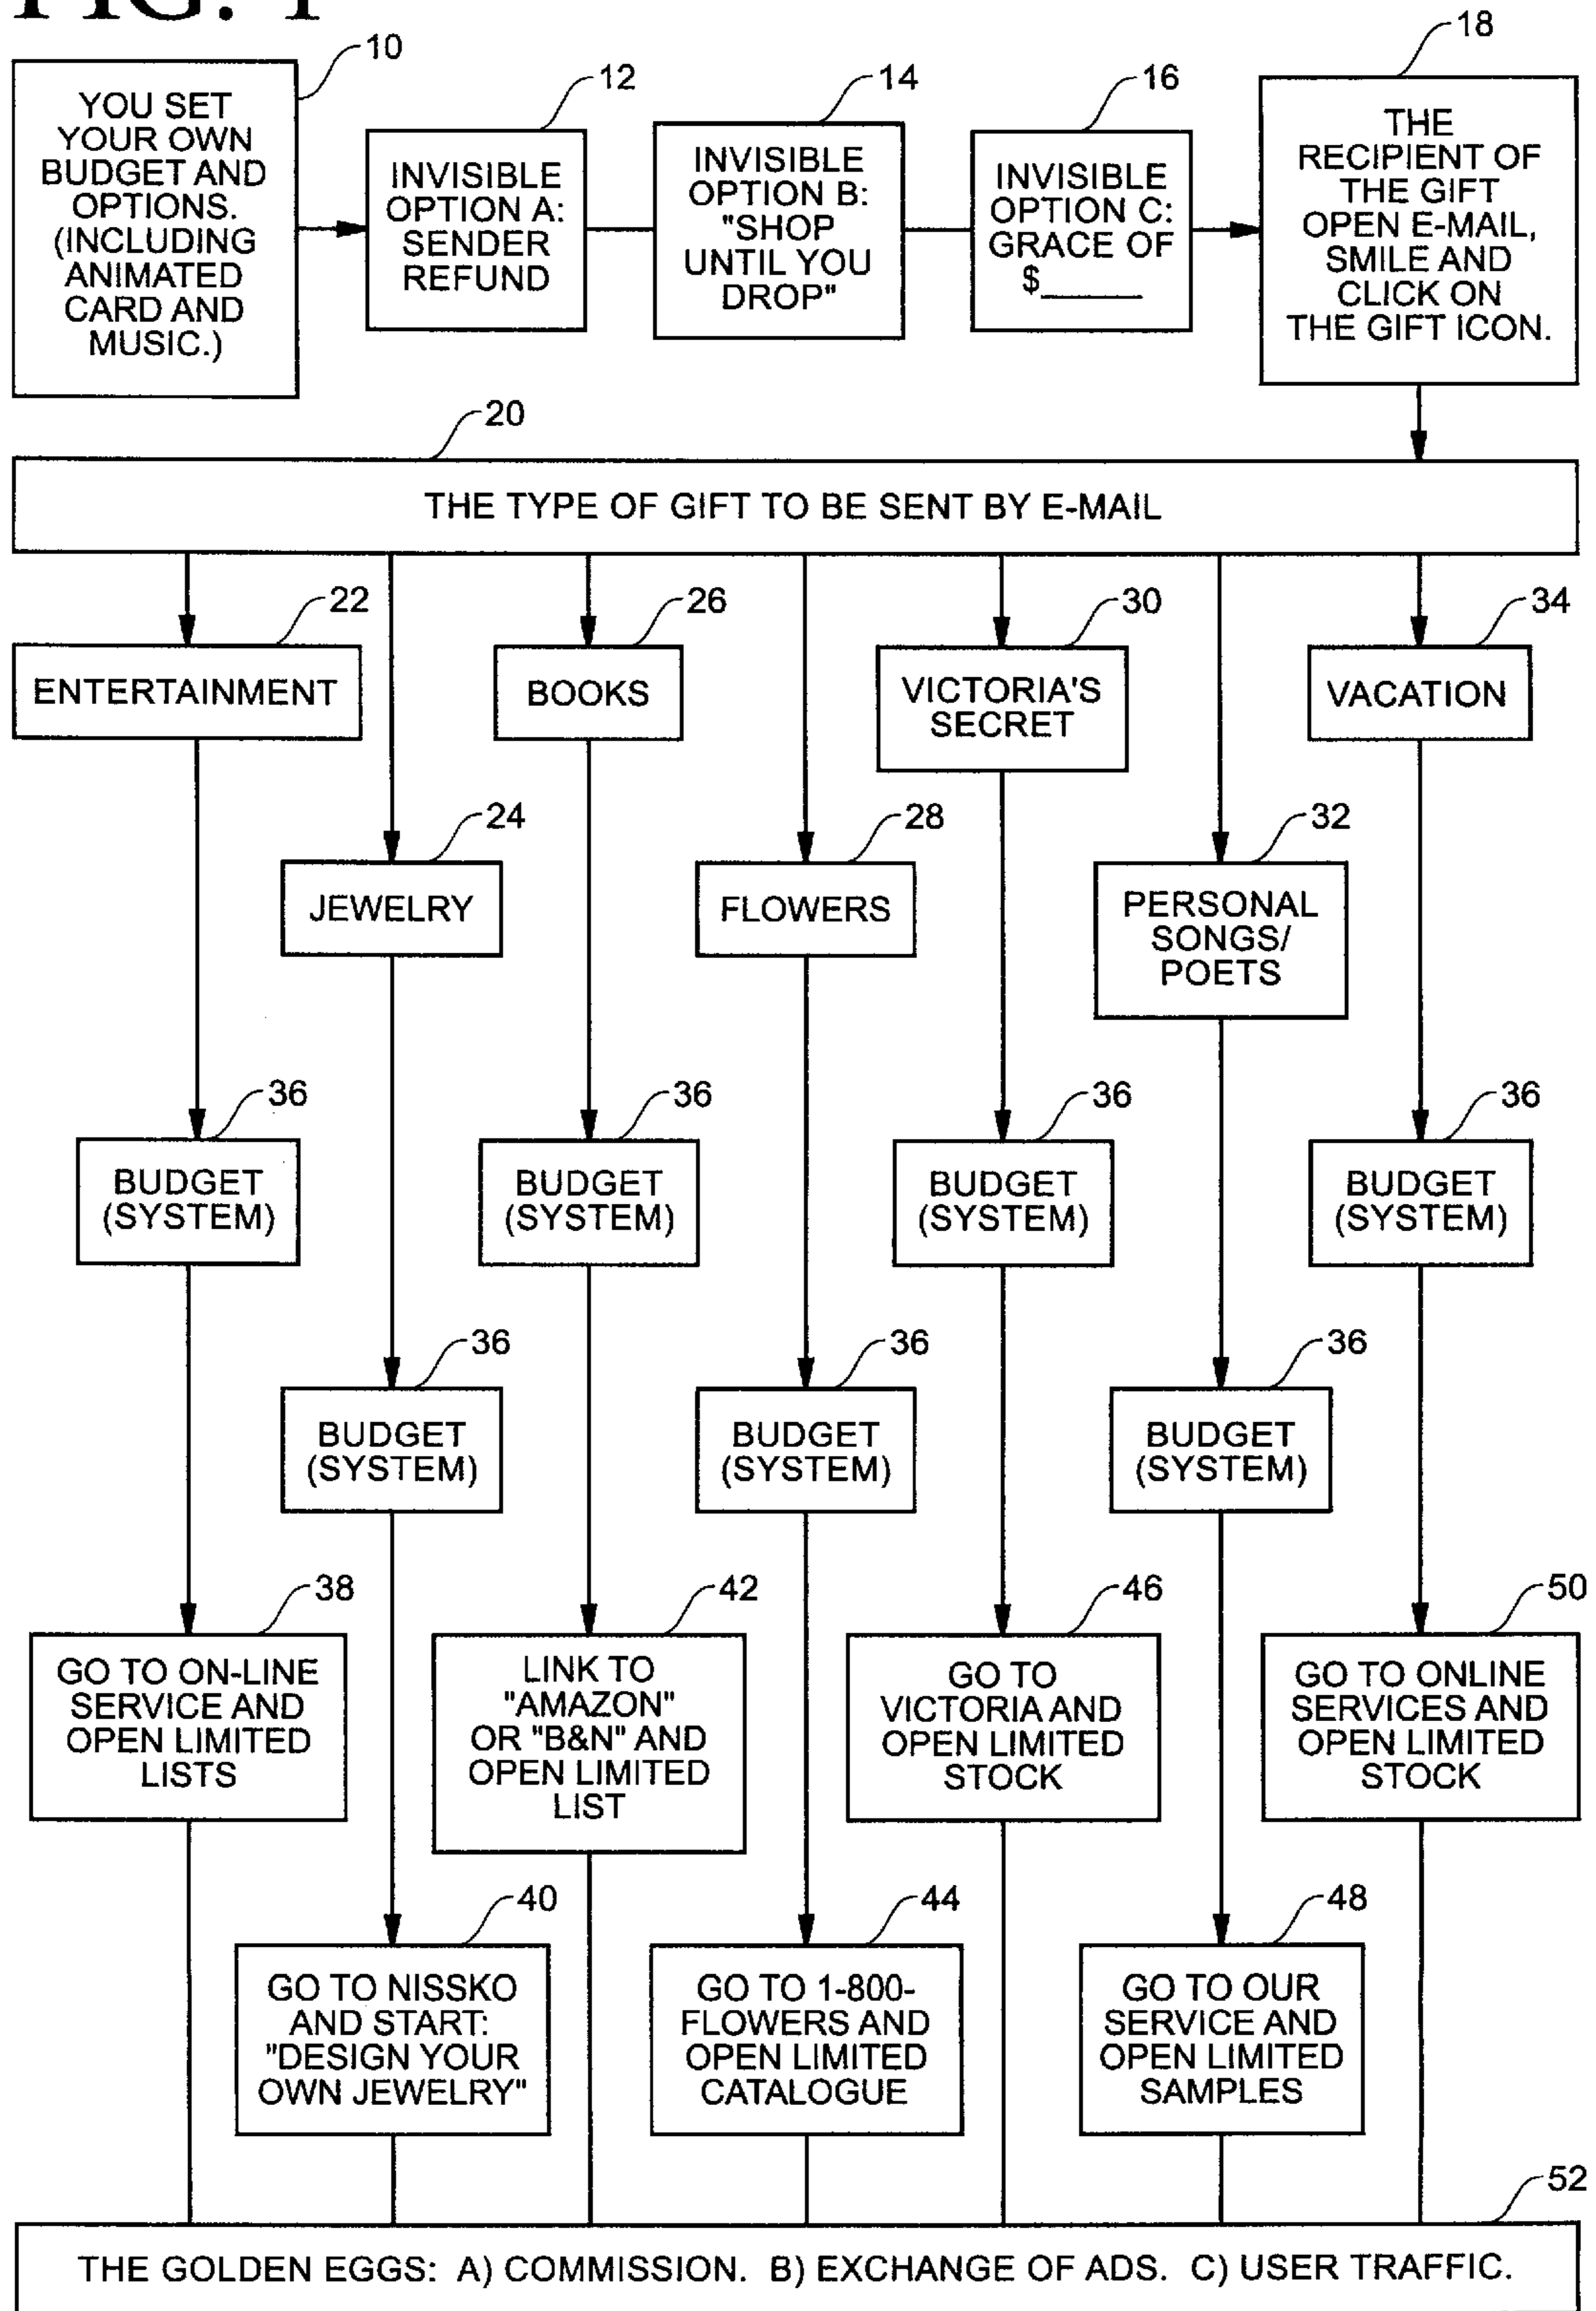 FIG. 1
10
12
14
16
18
YOU SET
YOUR OWN
BUDGET AND
OPTIONS.
(INCLUDING
ANIMATED
CARD AND
MUSIC.)
INVISIBLE
OPTION A:
SENDER
REFUND
INVISIBLE
OPTION B:
"SHOP
UNTIL YOU
DROP"
INVISIBLE
OPTION C:
GRACE OF
$______
THE
RECIPIENT OF
THE GIFT
OPEN E-MAIL,
SMILE AND
CLICK ON
THE GIFT ICON.
20
THE TYPE OF GIFT TO BE SENT BY E-MAIL
22
26
30
34
ENTERTAINMENT
BOOKS
VICTORIA'S
SECRET
VACATION
24
28
32
JEWELRY
FLOWERS
PERSONAL
SONGS/
POETS
36
36
36
36
BUDGET
(SYSTEM)
BUDGET
(SYSTEM)
BUDGET
(SYSTEM)
BUDGET
(SYSTEM)
36
36
36
BUDGET
(SYSTEM)
BUDGET
(SYSTEM)
BUDGET
(SYSTEM)
38
42
46
50
GO TO ON-LINE
SERVICE AND
OPEN LIMITED
LISTS
LINK TO
"AMAZON"
OR "B&N" AND
OPEN LIMITED
LIST
GO TO
VICTORIA AND
OPEN LIMITED
STOCK
GO TO ONLINE
SERVICES AND
OPEN LIMITED
STOCK
40
44
48
GO TO NISSKO
AND START:
"DESIGN YOUR
OWN JEWELRY"
GO TO 1-800-
FLOWERS AND
OPEN LIMITED
CATALOGUE
GO TO OUR
SERVICE AND
OPEN LIMITED
SAMPLES
52
THE GOLDEN EGGS: A) COMMISSION. B) EXCHANGE OF ADS. C) USER TRAFFIC.